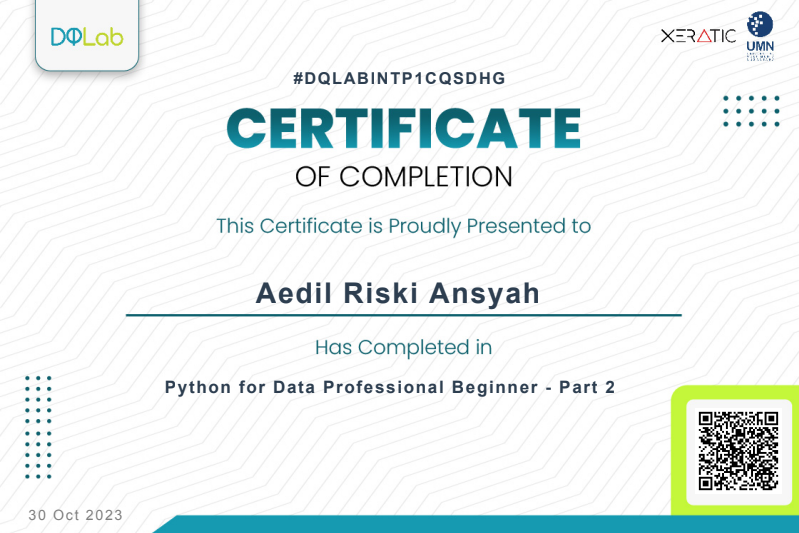 DQLab
XERATIC
UMN
#DQLABINTP1CQSDHG
CERTIFICATE
OF COMPLETION
This Certificate is Proudly Presented to
Aedil Riski Ansyah
Has Completed in
Python for Data Professional Beginner - Part 2
30 Oct 2023